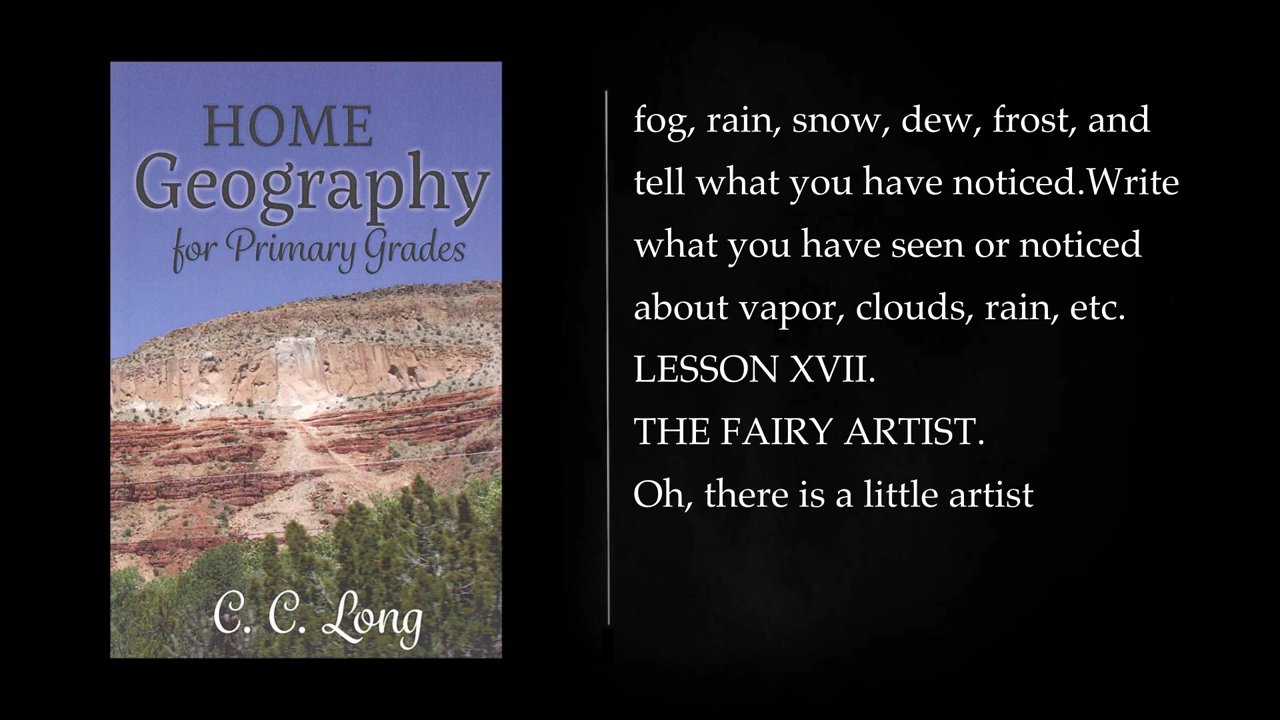 HOME
Geography
for Primary Grades
C. C. Long
fog, rain, snow, dew, frost, and
tell what you have noticed.Write
what you have seen or noticed
about vapor, clouds, rain, etc.
LESSON XVII.
THE FAIRY ARTIST.
Oh, there is a little artist